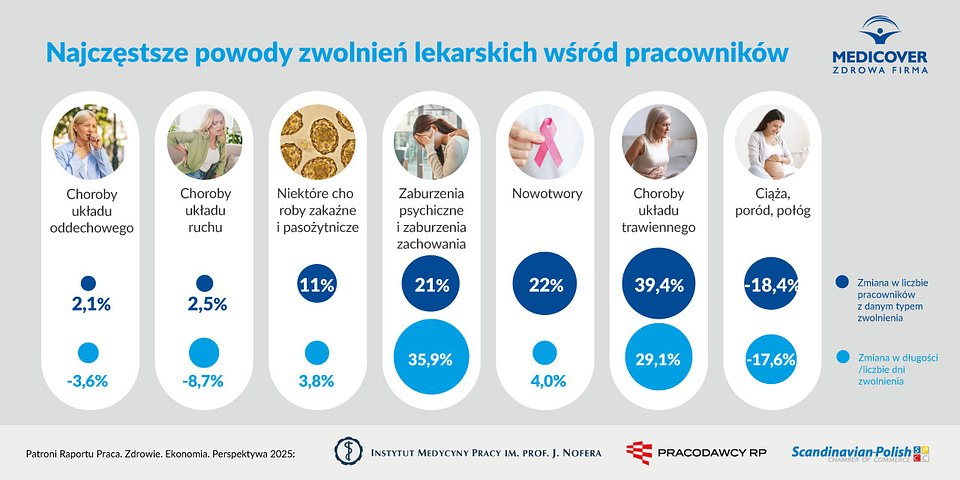 Najczęstsze powody zwolnień lekarskich wśród pracowników
MEDICOVER
ZDROWA FIRMA
Choroby
układu
oddechowego
2,1%
-3,6%
Choroby
układu
ruchu
2,5%
-8,7%
Niektóre cho
roby zakaźne
i pasożytnicze
11%
3,8%
Zaburzenia
psychiczne
i zaburzenia
zachowania
21%
35,9%
Nowotwory
22%
4,0%
Choroby
układu
trawiennego
39,4%
29,1%
Ciąża,
poród, połóg
-18,4%
-17,6%
Zmiana w liczbie
pracowników
z danym typem
zwolnienia
Zmiana w długości
/liczbie dni
zwolnienia
Patroni Raportu Praca. Zdrowie. Ekonomia. Perspektywa 2025:
INSTYTUT MEDYCYNY PRACY IM. PROF. J. NOFERA
PRACODAWCY RP
Scandinavian-Polish
CHAMBER OF COMMERCE
S P
C C